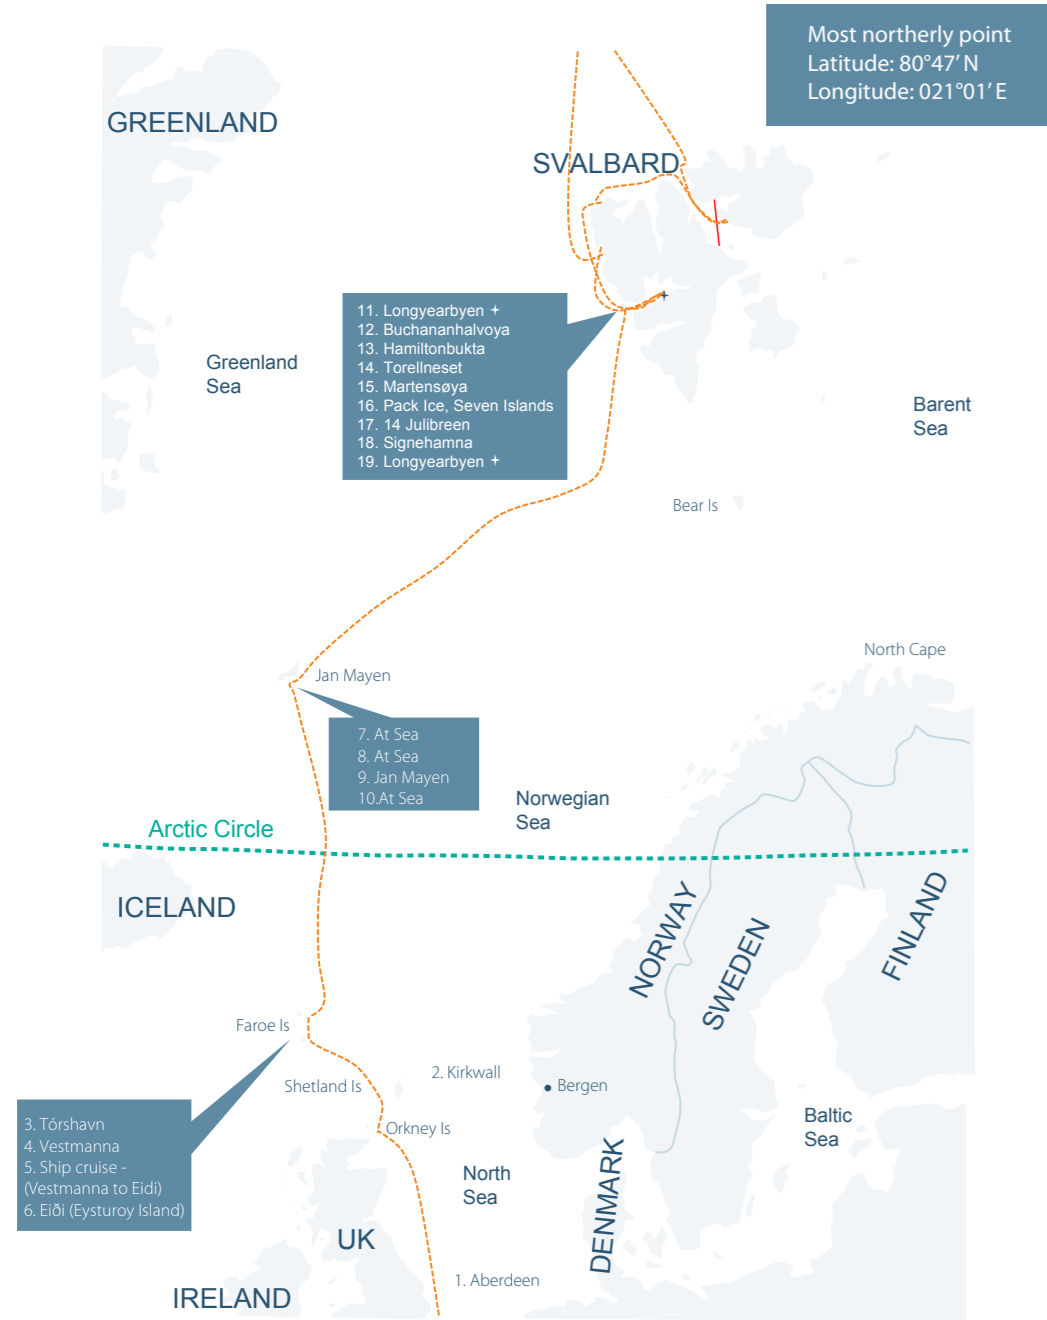 Most northerly point
Latitude: 80°47' N
Longitude: 021°01' E
GREENLAND
SVALBARD
11. Longyearbyen
12. Buchananhalvoya
13. Hamiltonbukta
14. Torellneset
15. Martensøya
16. Pack Ice, Seven Islands
17. 14 Julibreen
18. Signehamna
19. Longyearbyen
Greenland
Sea
Barent
Sea
Bear Is
North Cape
Jan Mayen
7. At Sea
8. At Sea
9. Jan Mayen
10.At Sea
Norwegian
Sea
Arctic Circle
ICELAND
NORWAY
SWEDEN
FINLAND
Faroe Is
2. Kirkwall
Shetland Is
Bergen
3. Tórshavn
4. Vestmanna
5. Ship cruise -
(Vestmanna to Eidi)
6. Eiði (Eysturoy Island)
Orkney Is
Baltic
Sea
North
Sea
DENMARK
UK
1. Aberdeen
IRELAND